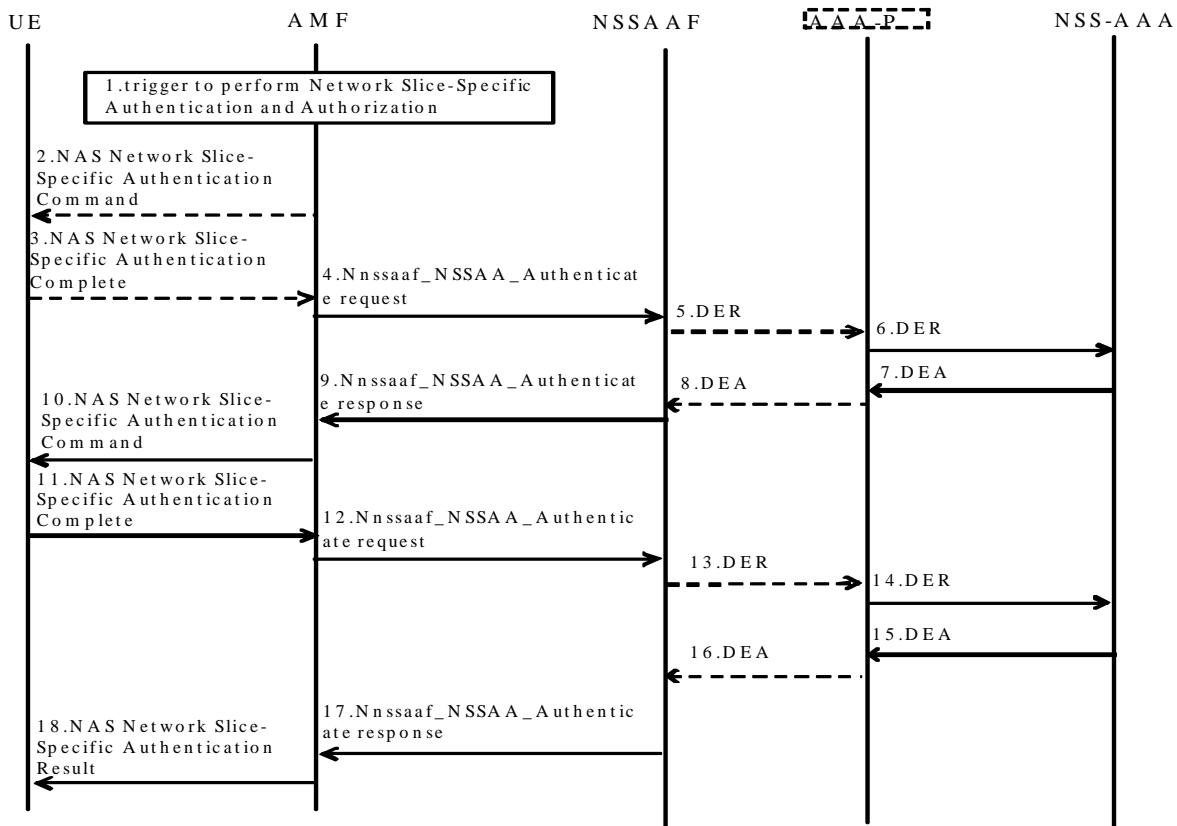 UE
AMF
NSSAAF
AAA-P
NSS-AAA
1.trigger to perform Network Slice-Specific
Authentication and Authorization
2.NAS Network Slice-
Specific Authentication
Command
3.NAS Network Slice-
Specific Authentication
Complete
4.Nnssaaf_NSSAA_Authenticat
e request
5.DER
6.DER
7.DEA
8.DEA
9.Nnssaaf_NSSAA_Authenticat
e response
10.NAS Network Slice-
Specific Authentication
Command
11.NAS Network Slice-
Specific Authentication
Complete
12.Nnssaaf_NSSAA_Authentic
ate request
13.DER
14.DER
15.DEA
16.DEA
17.Nnssaaf_NSSAA_Authentic
ate response
18.NAS Network Slice-
Specific Authentication
Result